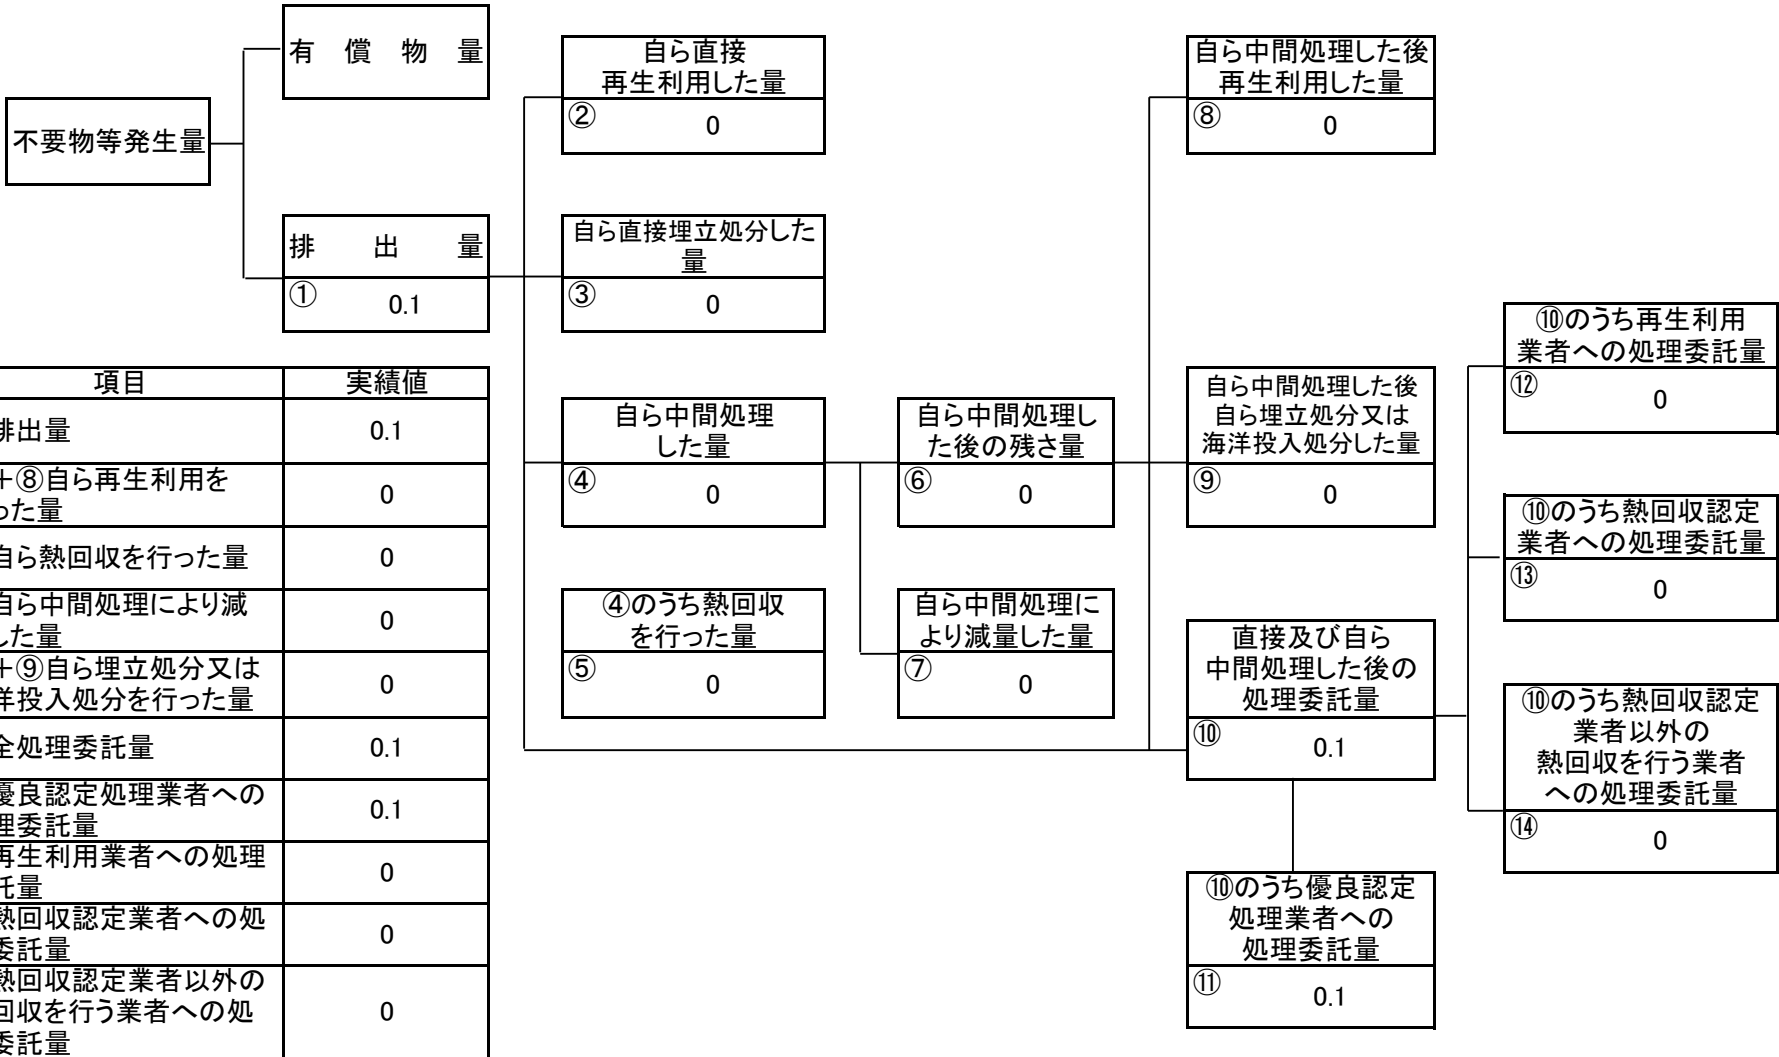 有 償 物 量
不要物等発生量
排 出 量
① 0.1
自ら直接
再生利用した量
② 0
自ら直接埋立処分した
量
③ 0
自ら中間処理
した量
④ 0
④のうち熱回収
を行った量
⑤ 0
自ら中間処理し
た後の残さ量
⑥ 0
自ら中間処理に
より減量した量
⑦ 0
自ら中間処理した後
再生利用した量
⑧ 0
自ら中間処理した後
自ら埋立処分又は
海洋投入処分した量
⑨ 0
直接及び自ら
中間処理した後の
処理委託量
⑩ 0.1
⑩のうち優良認定
処理業者への
処理委託量
⑪ 0.1
⑩のうち再生利用
業者への処理委託量
⑫ 0
⑩のうち熱回収認定
業者への処理委託量
⑬ 0
⑩のうち熱回収認定
業者以外の
熱回収を行う業者
への処理委託量
⑭ 0
項目 実績値
排出量 0.1
+⑧自ら再生利用を
った量 0
自ら熱回収を行った量 0
自ら中間処理により減
した量 0
+⑨自ら埋立処分又は
洋投入処分を行った量 0
全処理委託量 0.1
優良認定処理業者への
理委託量 0.1
再生利用業者への処理
託量 0
熱回収認定業者への処
委託量 0
熱回収認定業者以外の
回収を行う業者への処
委託量 0